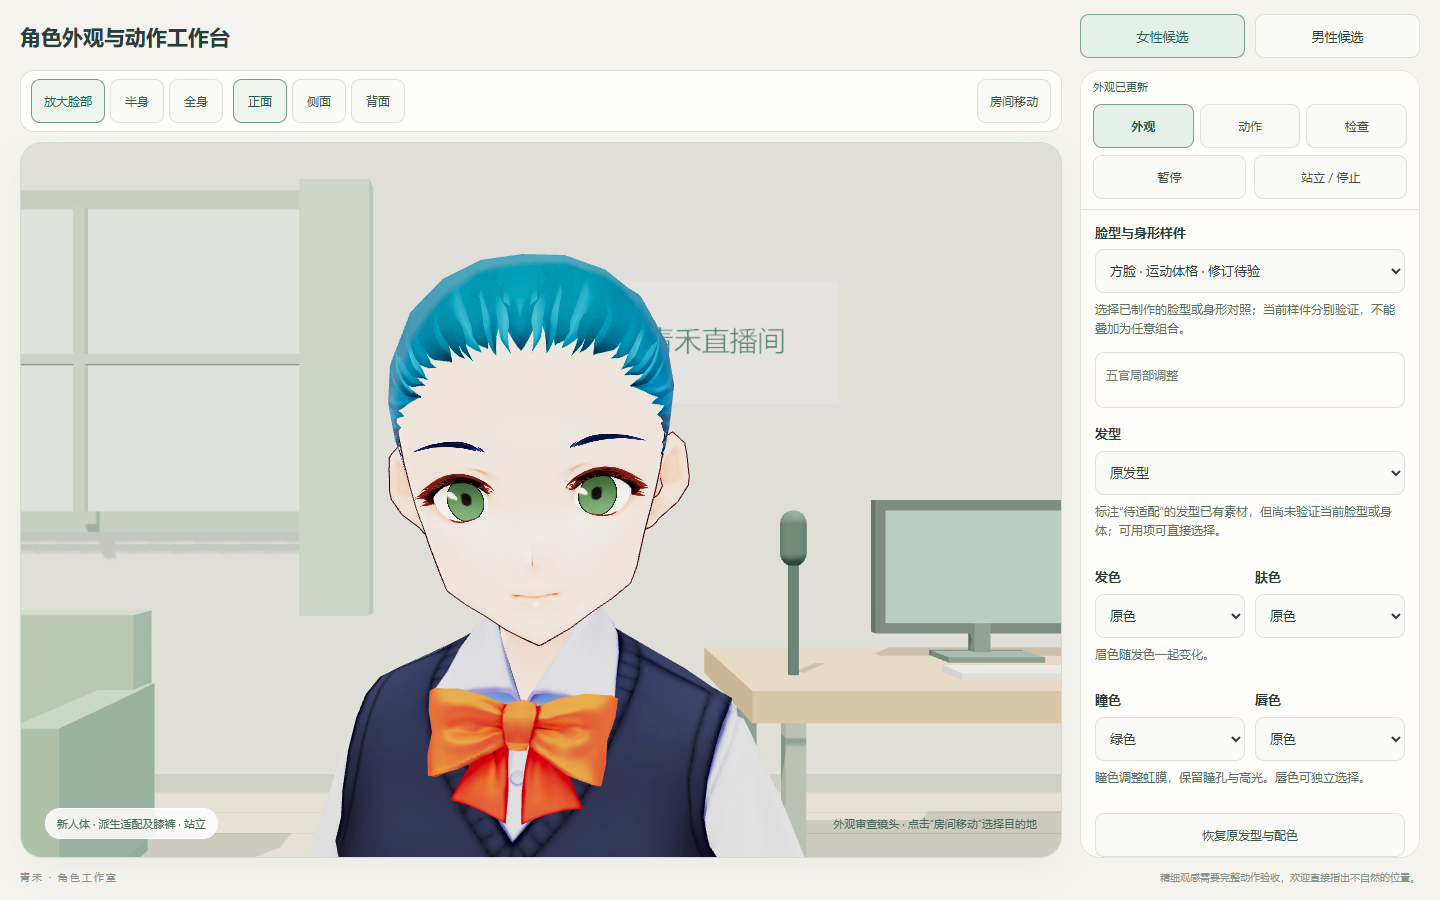 角色外观与动作工作台
女性候选
男性候选
放大脸部
半身
全身
正面
侧面
背面
房间移动
外观已更新
外观
动作
检查
暂停
站立 / 停止
青禾直播间
脸型与身形样件
方脸 · 运动体格 · 修订待验
选择已制作的脸型或身形对照；当前样件分别验证，不能
叠加为任意组合。
五官局部调整
发型
原发型
标注“待适配”的发型已有素材，但尚未验证当前脸型或身
体；可用项可直接选择。
发色
肤色
原色
原色
眉色随发色一起变化。
瞳色
唇色
绿色
原色
瞳色调整虹膜，保留瞳孔与高光。唇色可独立选择。
恢复原发型与配色
新人体 · 派生适配及膝裤 · 站立
外观审查镜头 · 点击“房间移动”选择目的地
青禾 · 角色工作室
精细观感需要完整动作验收，欢迎直接指出不自然的位置。